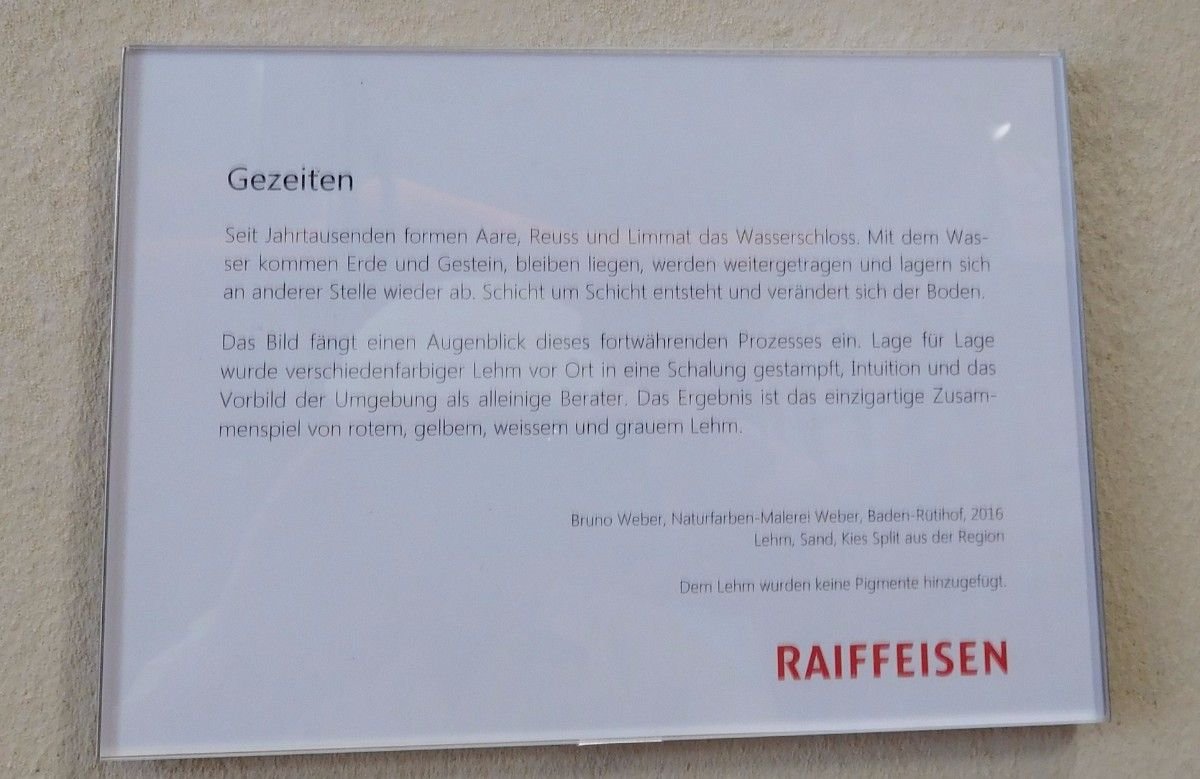 Gezeiten
Seit Jahrtausenden formen Aare, Reuss und Limmat das Wasserschloss. Mit dem Was-
ser kommen Erde und Gestein, bleiben liegen, werden weitergetragen und lagern sich
an anderer Stelle wieder ab. Schicht um Schicht entsteht und verändert sich der Boden.
Das Bild fängt einen Augenblick dieses fortwährenden Prozesses ein. Lage für Lage
wurde verschiedenfarbiger Lehm vor Ort in eine Schalung gestampft, Intuition und das
Vorbild der Umgebung als alleinige Berater. Das Ergebnis ist das einzigartige Zusam-
menspiel von rotem, gelbem, weissem und grauem Lehm.
Bruno Weber, Naturfarben-Malerei Weber, Baden-Rütihof, 2016
Lehm, Sand, Kies Split aus der Region
Dem Lehm wurden keine Pigmente hinzugefügt.
RAIFFEISEN